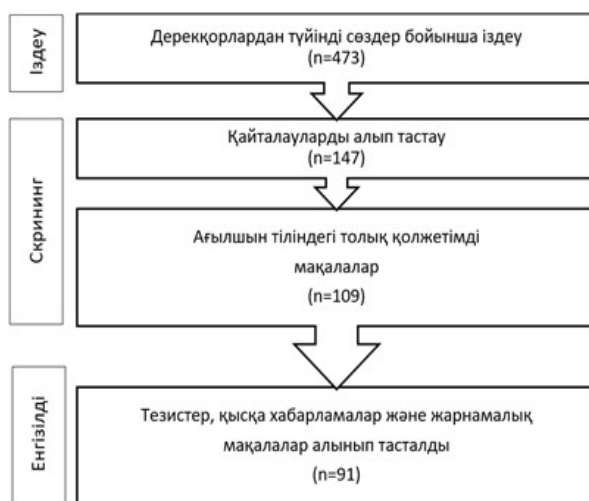 Іздеу
Дерекқорлардан түйінді сөздер бойынша іздеу
(n=473)
Скрининг
Қайталауларды алып тастау
(n=147)
Ағылшын тіліндегі толық қолжетімді
мақалалар
(n=109)
Енгізілді
Тезистер, қысқа хабарламалар және жарнамалық
мақалалар алынып тасталды
(n=91)